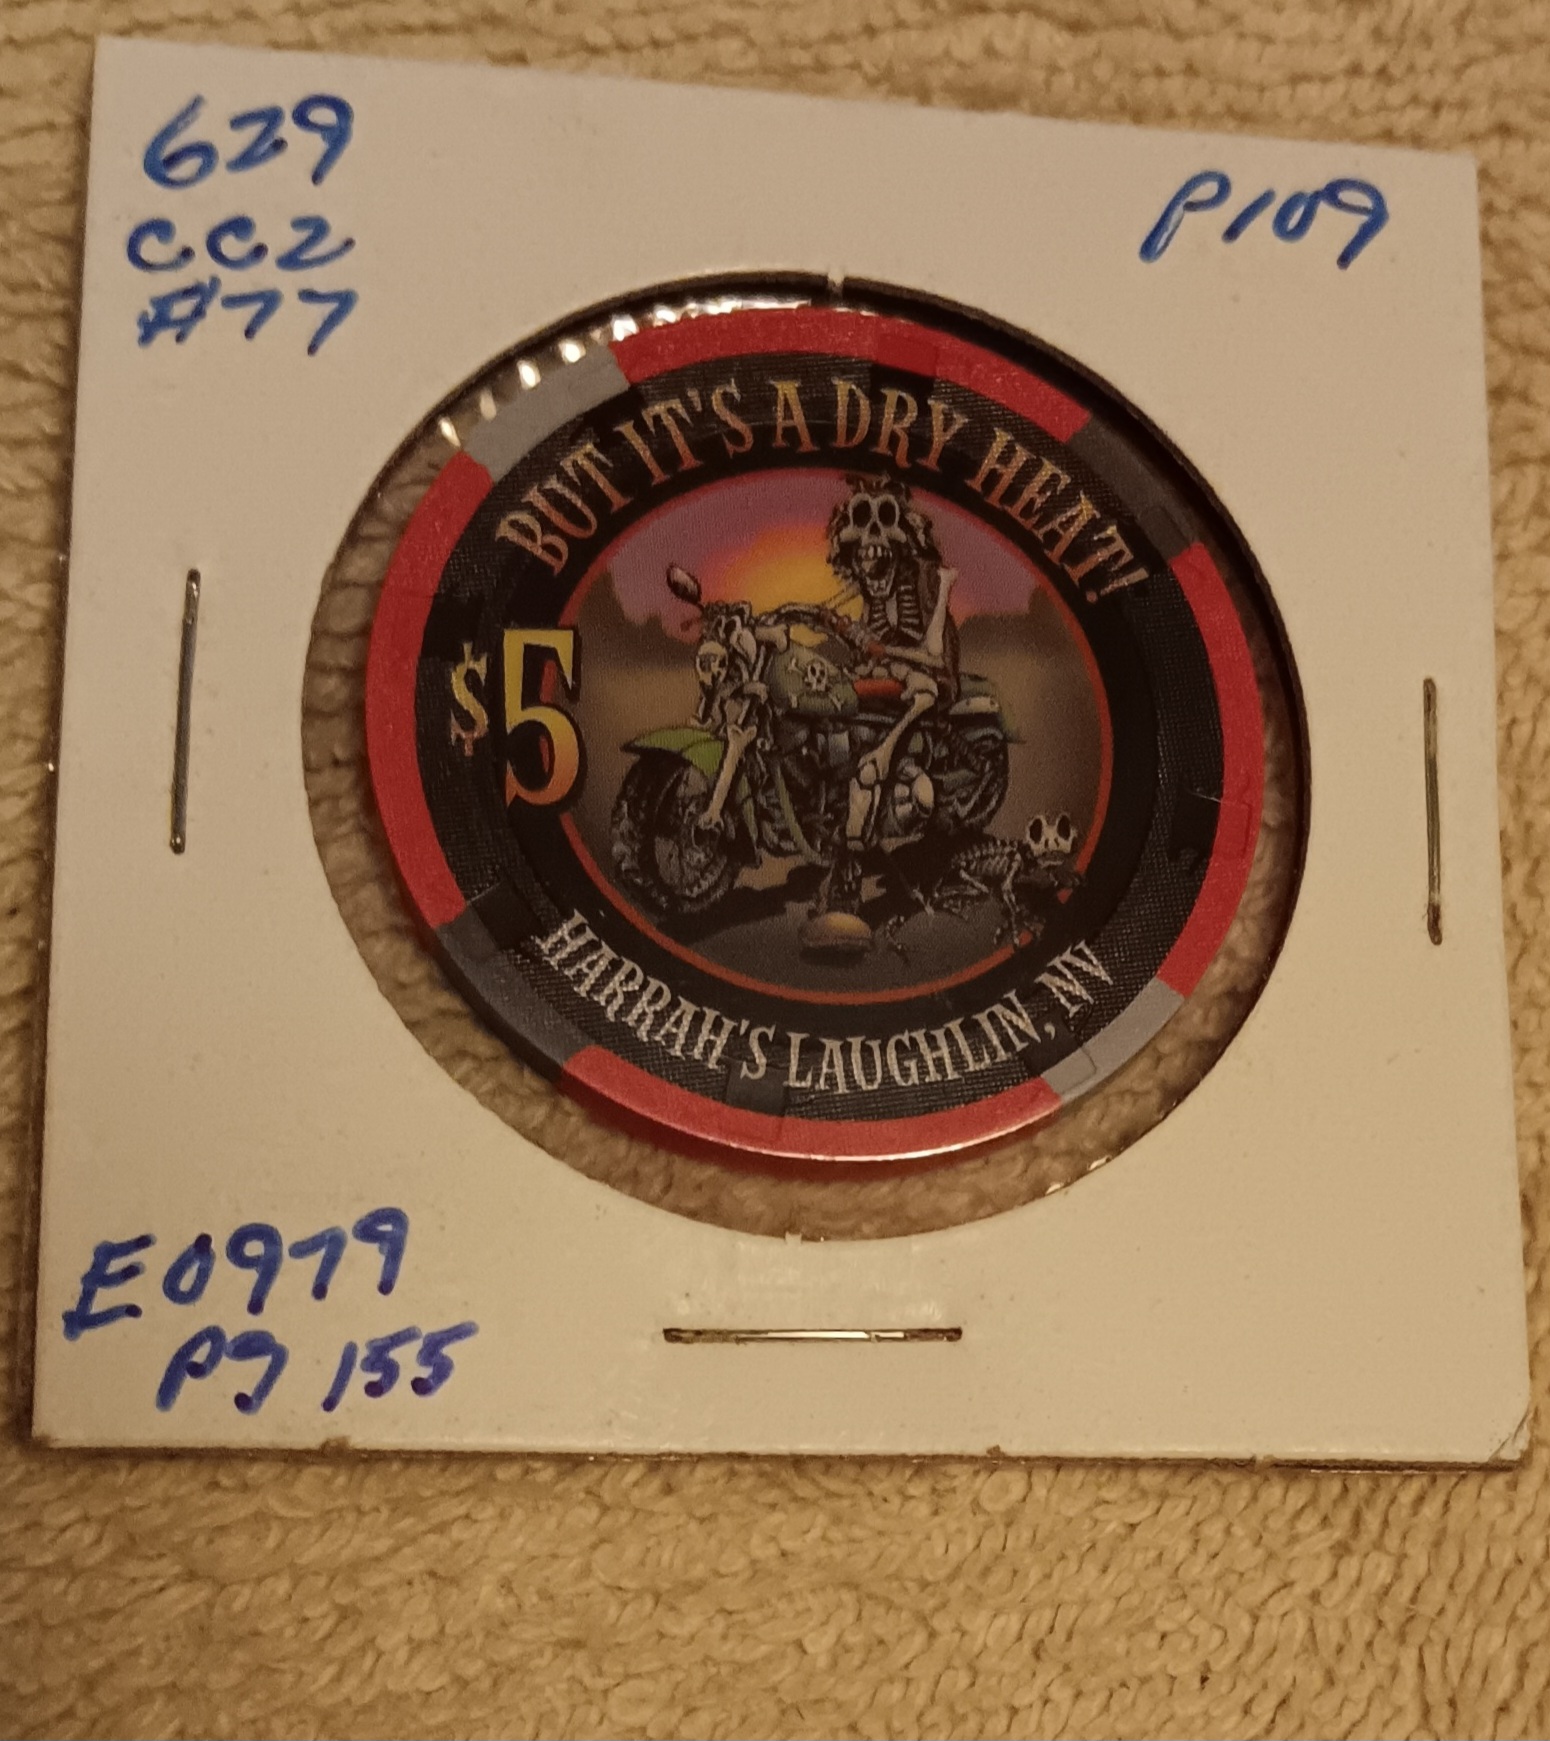 629
CC2
#77
P109
BUT IT'S A DRY HEAT!
$5
HARRAH'S LAUGHLIN, NV
E0979
Pg 155